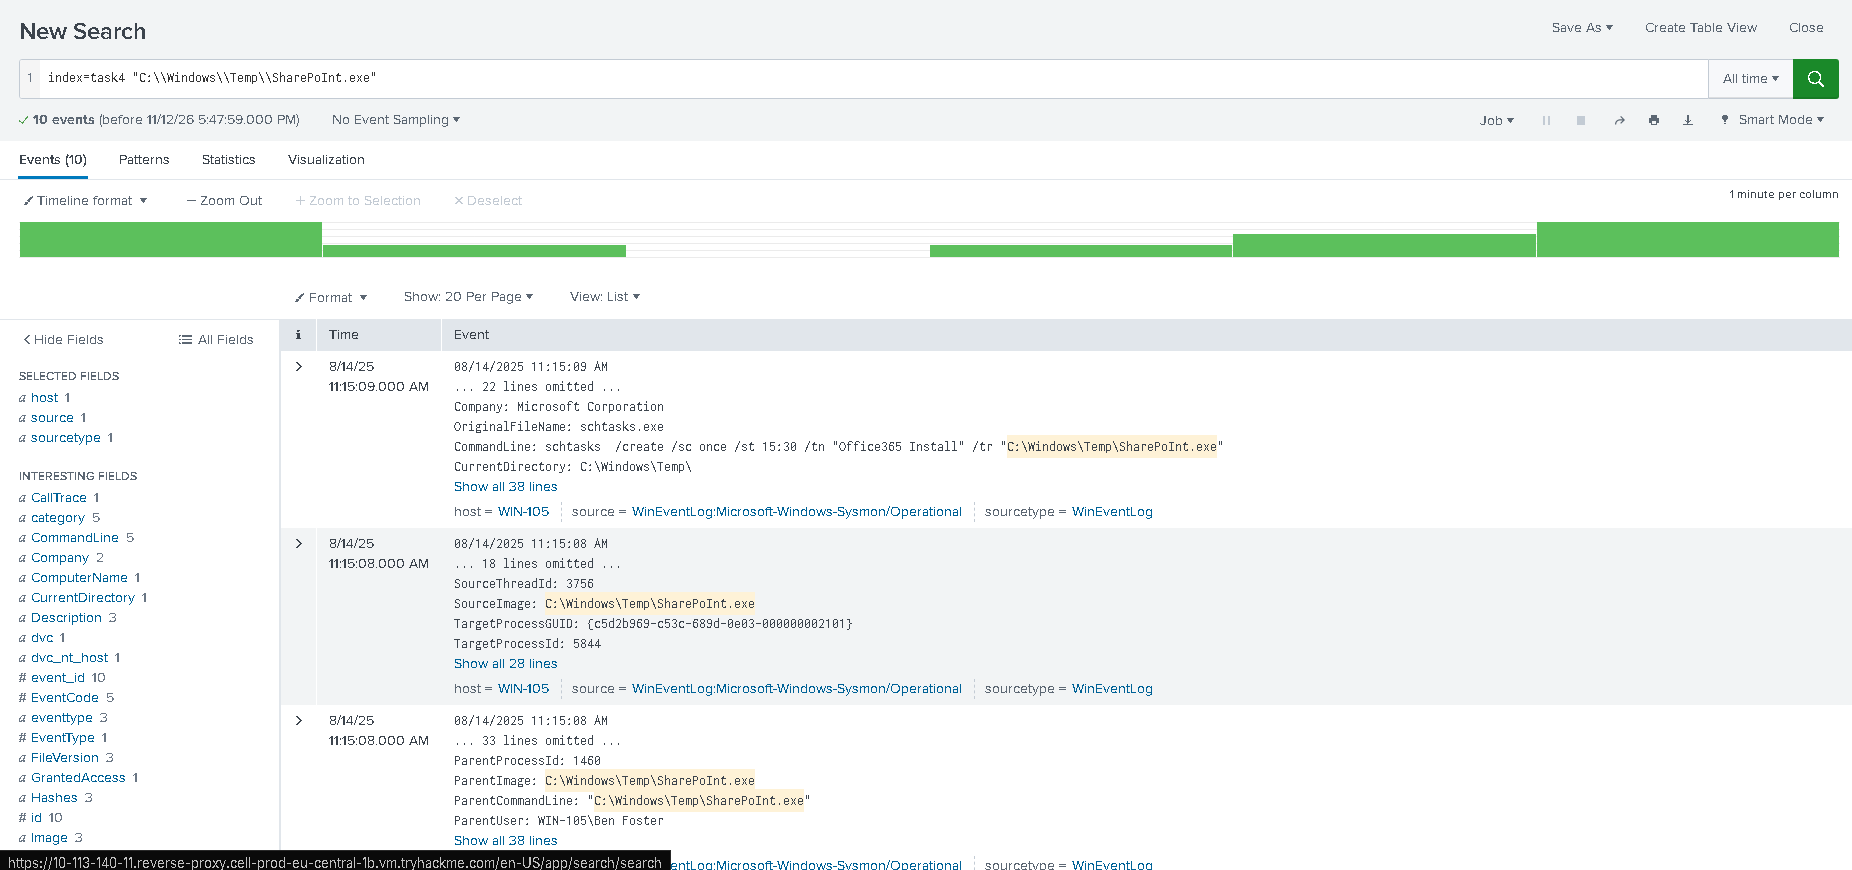 New Search
Save As
Create Table View
Close
1
index=task4 "C:\\Windows\\Temp\\SharePoInt.exe"
All time
10 events (before 11/12/26 5:47:59.000 PM)
No Event Sampling
Job
Smart Mode
Events (10)
Patterns
Statistics
Visualization
Timeline format
— Zoom Out
+ Zoom to Selection
× Deselect
1 minute per column
Format
Show: 20 Per Page
View: List
< Hide Fields
All Fields
i
Time
Event
SELECTED FIELDS
a host 1
a source 1
a sourcetype 1
INTERESTING FIELDS
a CallTrace 1
a category 5
a CommandLine 5
a Company 2
a ComputerName 1
a CurrentDirectory 1
a Description 3
a dvc 1
a dvc_nt_host 1
# event_id 10
# EventCode 5
a eventtype 3
# EventType 1
a FileVersion 3
a GrantedAccess 1
a Hashes 3
# id 10
a Image 3
>
8/14/25
11:15:09.000 AM
08/14/2025 11:15:09 AM
... 22 lines omitted ...
Company: Microsoft Corporation
OriginalFileName: schtasks.exe
CommandLine: schtasks  /create /sc once /st 15:30 /tn "Office365 Install" /tr "C:\Windows\Temp\SharePoInt.exe"
CurrentDirectory: C:\Windows\Temp\
Show all 38 lines
host = WIN-105
source = WinEventLog:Microsoft-Windows-Sysmon/Operational
sourcetype = WinEventLog
>
8/14/25
11:15:08.000 AM
08/14/2025 11:15:08 AM
... 18 lines omitted ...
SourceThreadId: 3756
SourceImage: C:\Windows\Temp\SharePoInt.exe
TargetProcessGUID: {c5d2b969-c53c-689d-0e03-000000002101}
TargetProcessId: 5844
Show all 28 lines
host = WIN-105
source = WinEventLog:Microsoft-Windows-Sysmon/Operational
sourcetype = WinEventLog
>
8/14/25
11:15:08.000 AM
08/14/2025 11:15:08 AM
... 33 lines omitted ...
ParentProcessId: 1460
ParentImage: C:\Windows\Temp\SharePoInt.exe
ParentCommandLine: "C:\Windows\Temp\SharePoInt.exe"
ParentUser: WIN-105\Ben Foster
Show all 38 lines
entLog:Microsoft-Windows-Sysmon/Operational
sourcetype = WinEventLog
https://10-113-140-11.reverse-proxy.cell-prod-eu-central-1b.vm.tryhackme.com/en-US/app/search/search